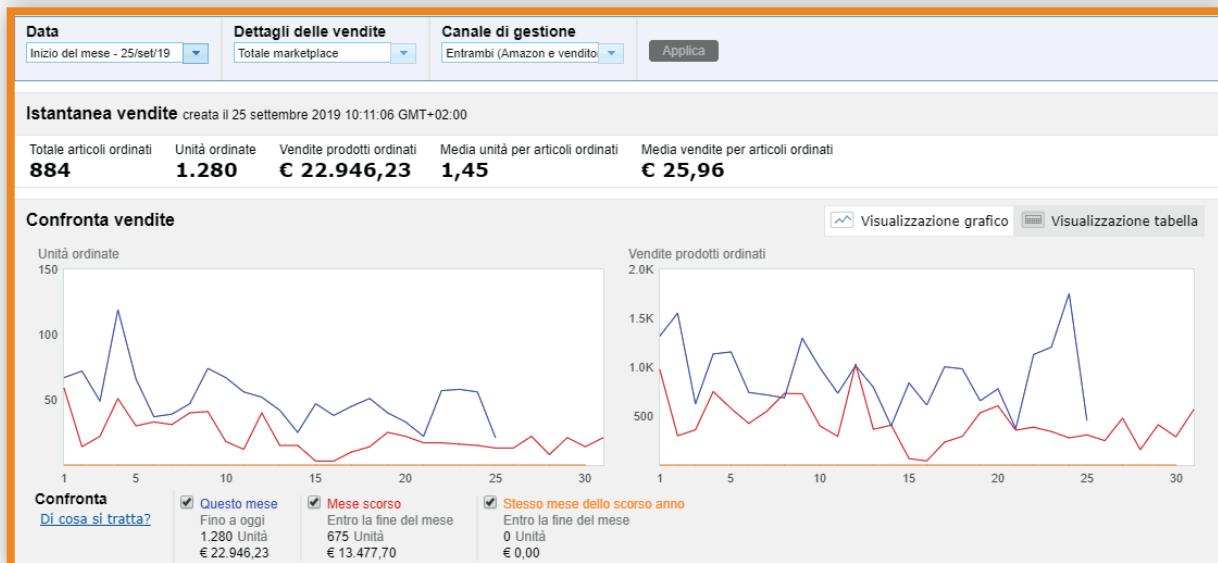 Data
Inizio del mese - 25/set/19
Dettagli delle vendite
Totale marketplace
Canale di gestione
Entrambi (Amazon e vendito
Applica
Istantanea vendite creata il 25 settembre 2019 10:11:06 GMT+02:00
Totale articoli ordinati
884
Unità ordinate
1.280
Vendite prodotti ordinati
€ 22.946,23
Media unità per articoli ordinati
1,45
Media vendite per articoli ordinati
€ 25,96
Confronta vendite
Visualizzazione grafico
Visualizzazione tabella
Unità ordinate
150
100
50
1 5 10 15 20 25 30
Vendite prodotti ordinati
2.0K
1.5K
1.0K
500
1 5 10 15 20 25 30
Confronta
Di cosa si tratta?
Questo mese
Fino a oggi
1.280 Unità
€ 22.946,23
Mese scorso
Entro la fine del mese
675 Unità
€ 13.477,70
Stesso mese dello scorso anno
Entro la fine del mese
0 Unità
€ 0,00